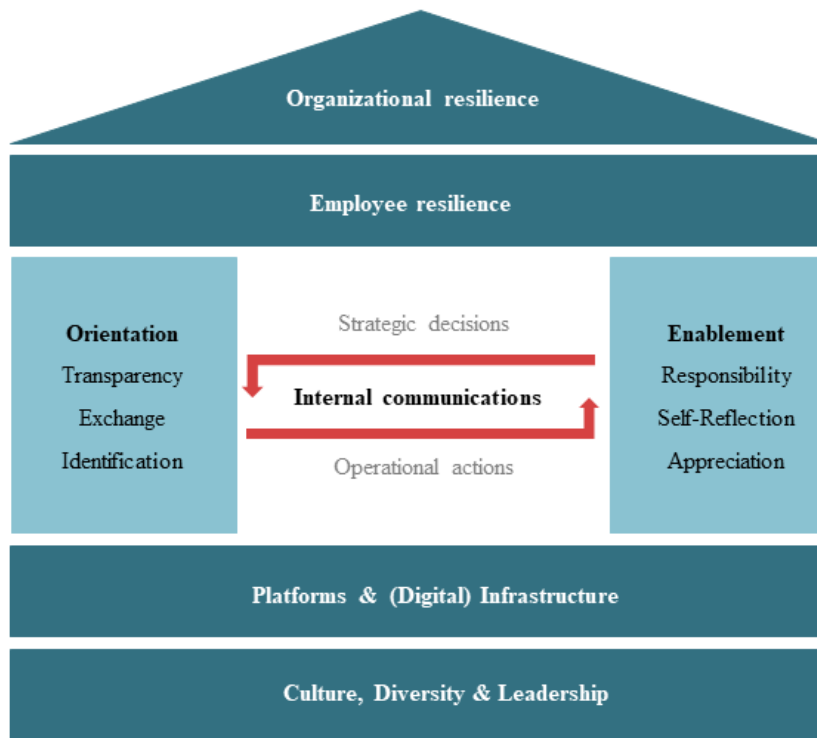 Organizational resilience
Employee resilience
Orientation
Transparency
Exchange
Identification
Strategic decisions
Internal communications
Operational actions
Enablement
Responsibility
Self-Reflection
Appreciation
Platforms & (Digital) Infrastructure
Culture, Diversity & Leadership